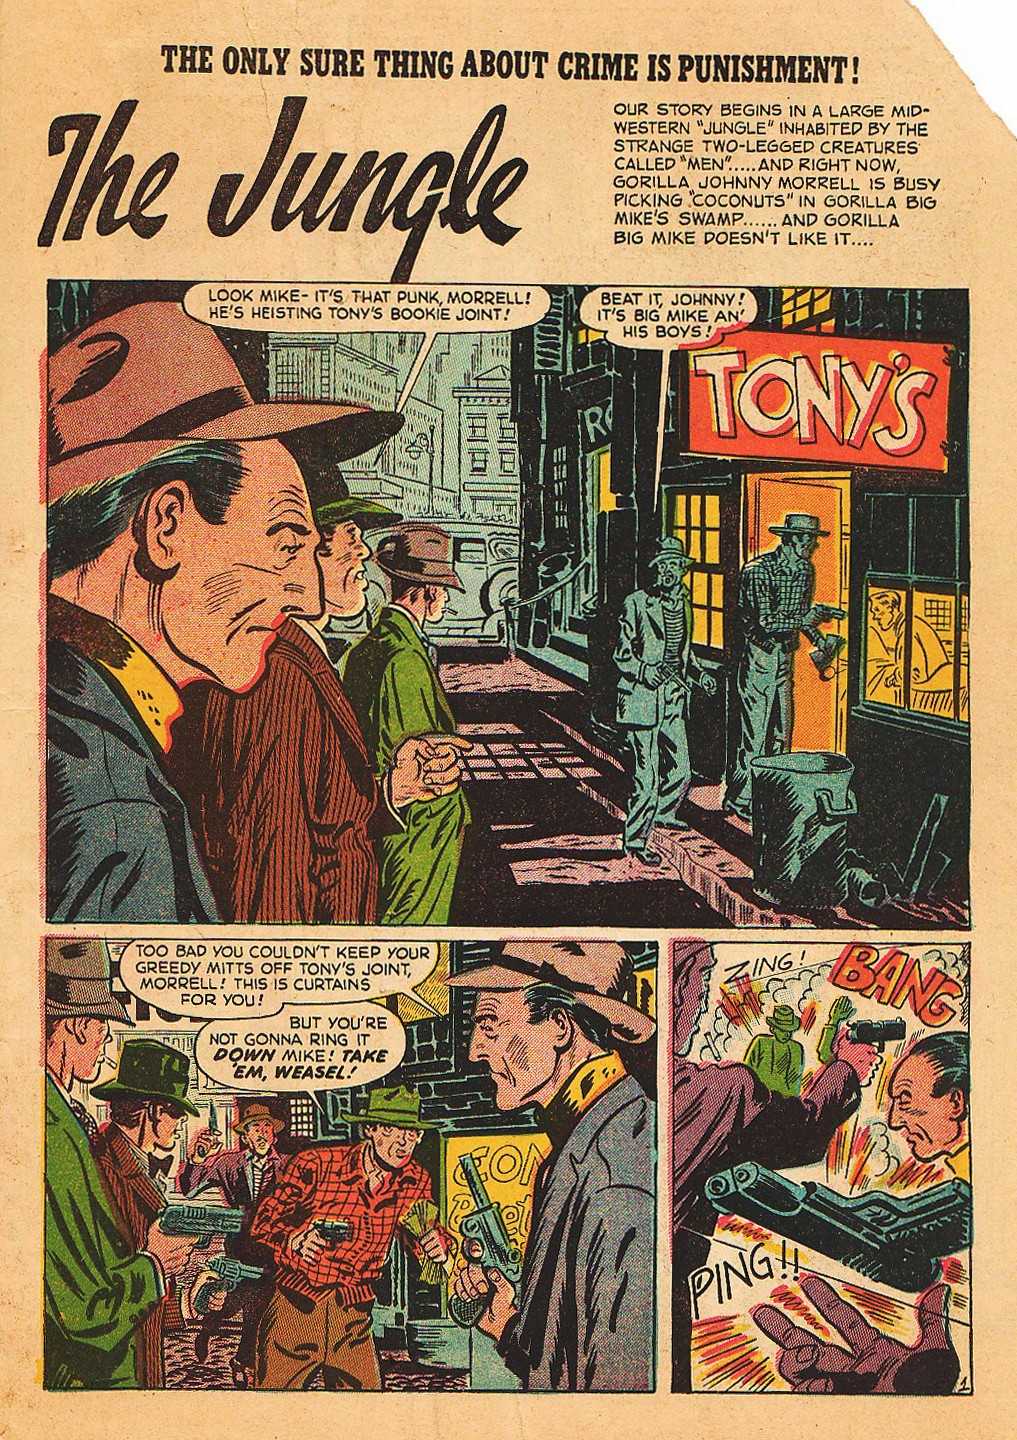 THE ONLY SURE THING ABOUT CRIME IS PUNISHMENT!
The Jungle
OUR STORY BEGINS IN A LARGE MID-
WESTERN "JUNGLE" INHABITED BY THE
STRANGE TWO-LEGGED CREATURES
CALLED "MEN".....AND RIGHT NOW,
GORILLA JOHNNY MORRELL IS BUSY
PICKING "COCONUTS" IN GORILLA BIG
MIKE'S SWAMP...... AND GORILLA
BIG MIKE DOESN'T LIKE IT....
LOOK MIKE- IT'S THAT PUNK, MORRELL!
HE'S HEISTING TONY'S BOOKIE JOINT!
BEAT IT, JOHNNY!
IT'S BIG MIKE AN'
HIS BOYS!
TONY'S
TOO BAD YOU COULDN'T KEEP YOUR
GREEDY MITTS OFF TONY'S JOINT,
MORRELL! THIS IS CURTAINS
FOR YOU!
BUT YOU'RE
NOT GONNA RING IT
DOWN MIKE! TAKE
'EM, WEASEL!
ZING!
BANG
PING!!
1